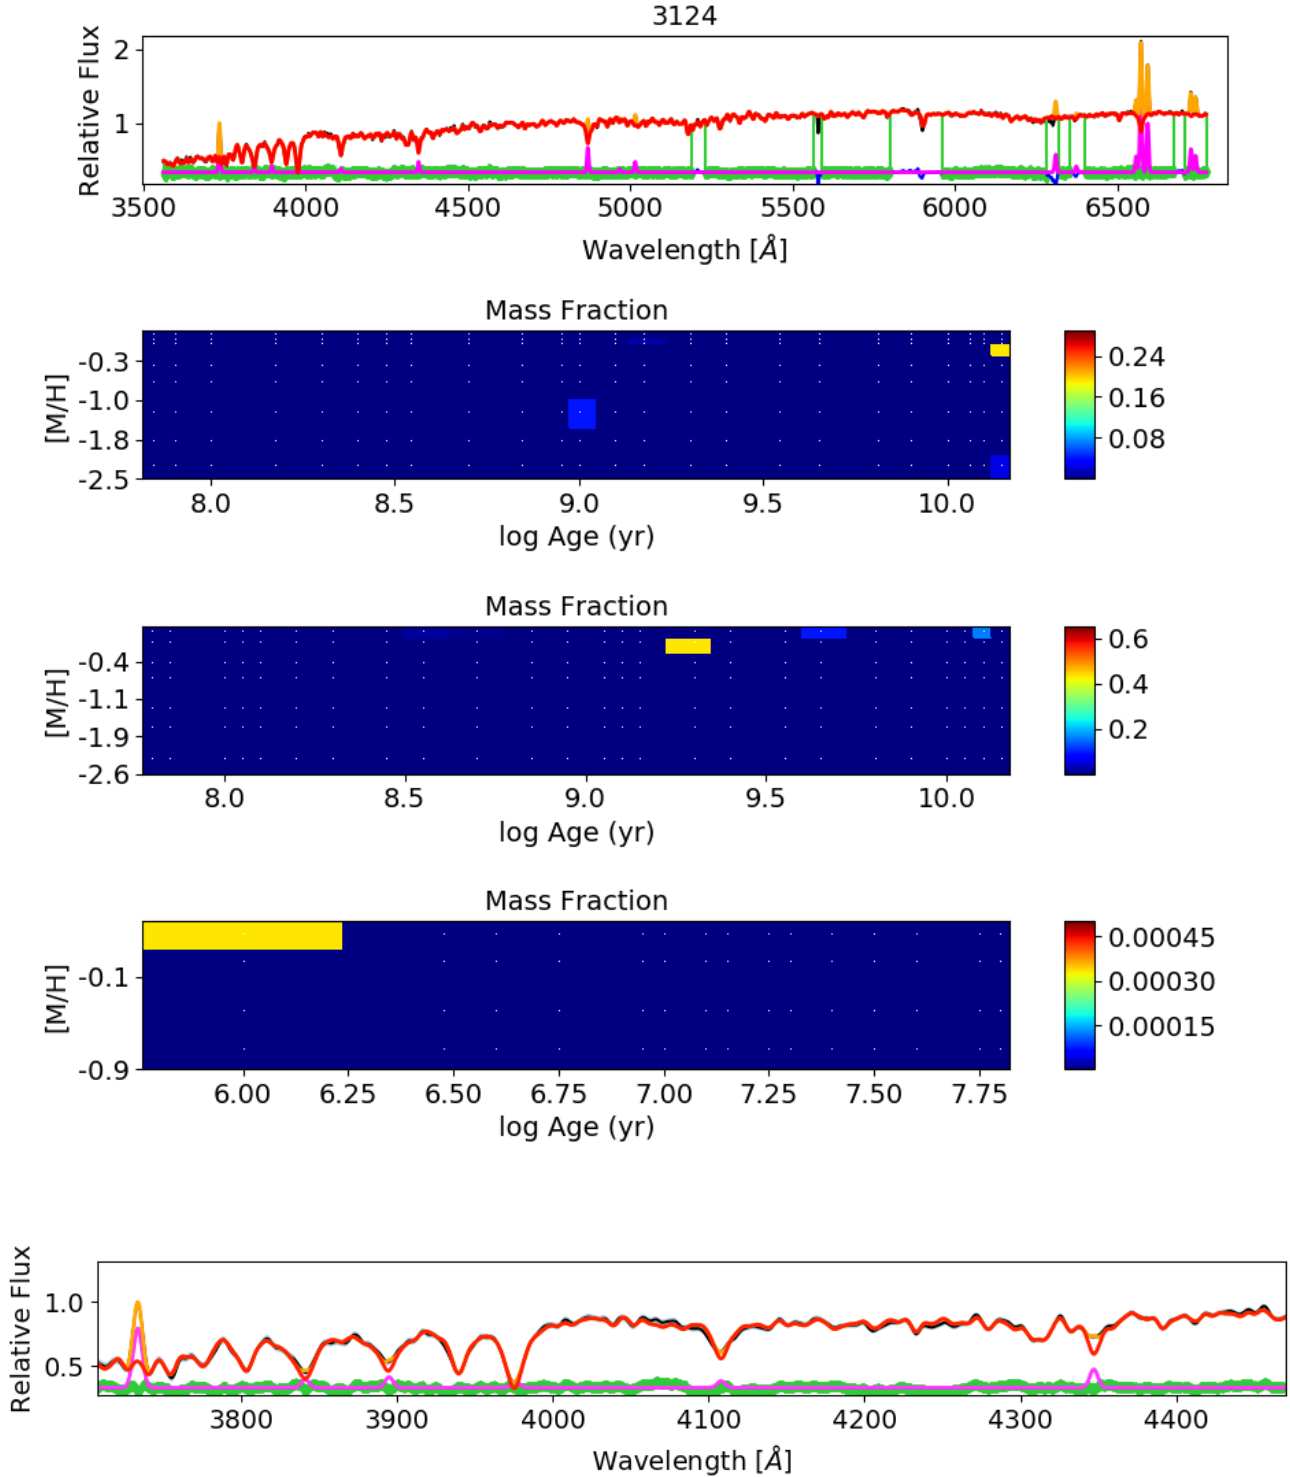 3124
Relative Flux
2
1
3500 4000 4500 5000 5500 6000 6500
Wavelength [Å]
Mass Fraction
[M/H]
-0.3
-1.0
-1.8
-2.5
0.24
0.16
0.08
8.0 8.5 9.0 9.5 10.0
log Age (yr)
Mass Fraction
[M/H]
-0.4
-1.1
-1.9
-2.6
0.6
0.4
0.2
8.0 8.5 9.0 9.5 10.0
log Age (yr)
Mass Fraction
[M/H]
-0.1
-0.9
0.00045
0.00030
0.00015
6.00 6.25 6.50 6.75 7.00 7.25 7.50 7.75
log Age (yr)
Relative Flux
1.0
0.5
3800 3900 4000 4100 4200 4300 4400
Wavelength [Å]